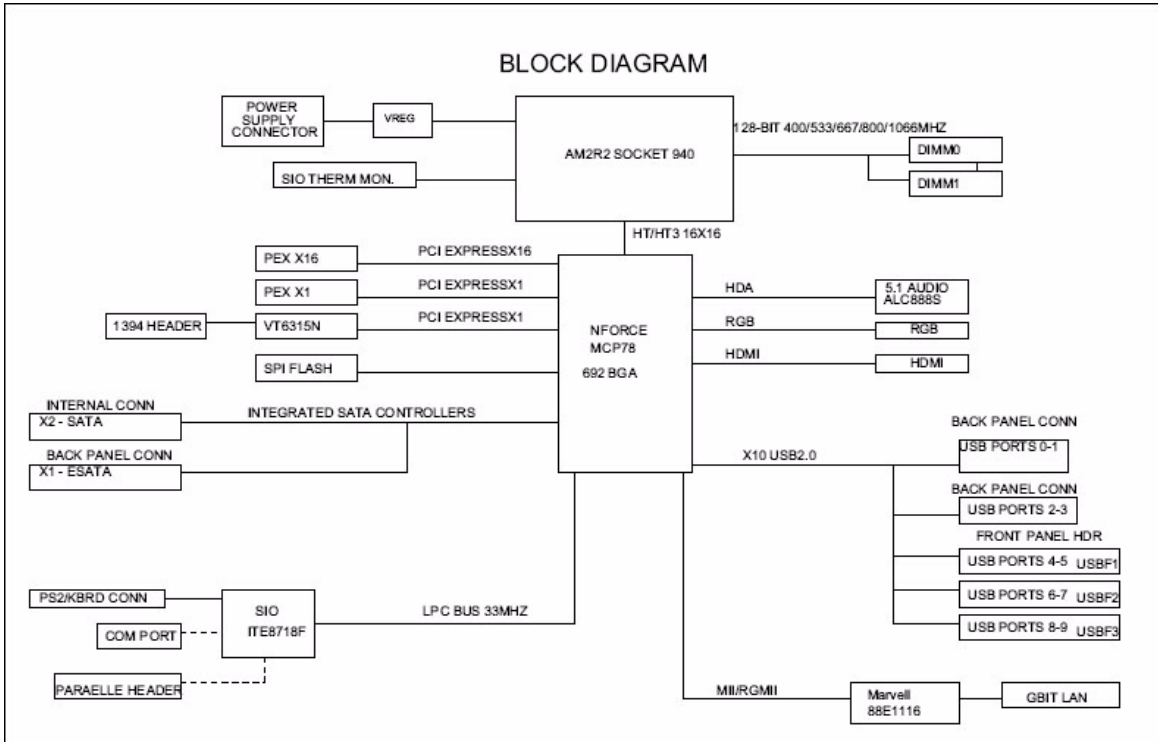 BLOCK DIAGRAM
POWER
SUPPLY
CONNECTOR
VREG
AM2R2 SOCKET 940
128-BIT 400/533/667/800/1066MHZ
DIMM0
DIMM1
SIO THERM MON.
HT/HT3 16X16
PEX X16
PCI EXPRESSX16
PEX X1
PCI EXPRESSX1
1394 HEADER
VT6315N
PCI EXPRESSX1
SPI FLASH
NFORCE
MCP78
692 BGA
HDA
5.1 AUDIO
ALC888S
RGB
RGB
HDMI
HDMI
INTERNAL CONN
X2 - SATA
INTEGRATED SATA CONTROLLERS
BACK PANEL CONN
X1 - ESATA
X10 USB2.0
BACK PANEL CONN
USB PORTS 0-1
BACK PANEL CONN
USB PORTS 2-3
FRONT PANEL HDR
USB PORTS 4-5 USBF1
USB PORTS 6-7 USBF2
USB PORTS 8-9 USBF3
PS2/KBRD CONN
COM PORT
PARAELLE HEADER
SIO
ITE8718F
LPC BUS 33MHZ
MII/RGMII
Marvell
88E1116
GBIT LAN